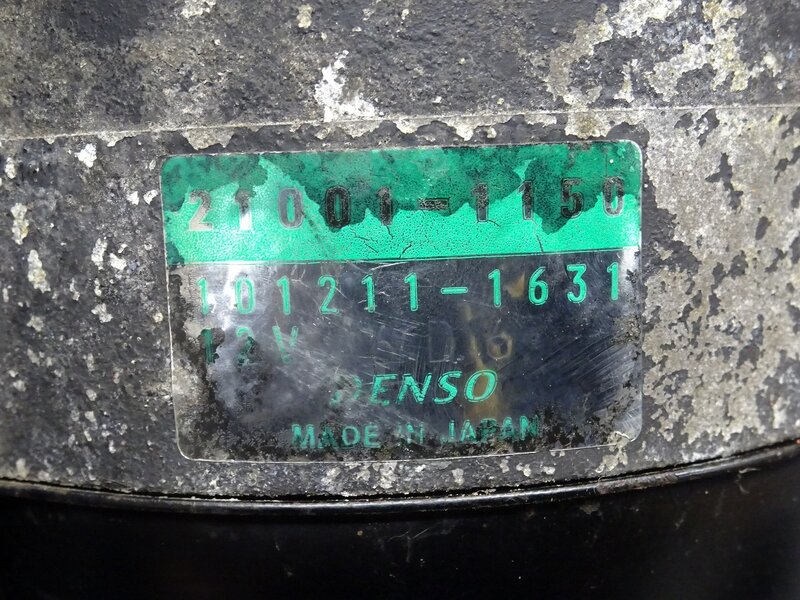 21001-1150
101211-1631
12V
DENSO
MADE IN JAPAN